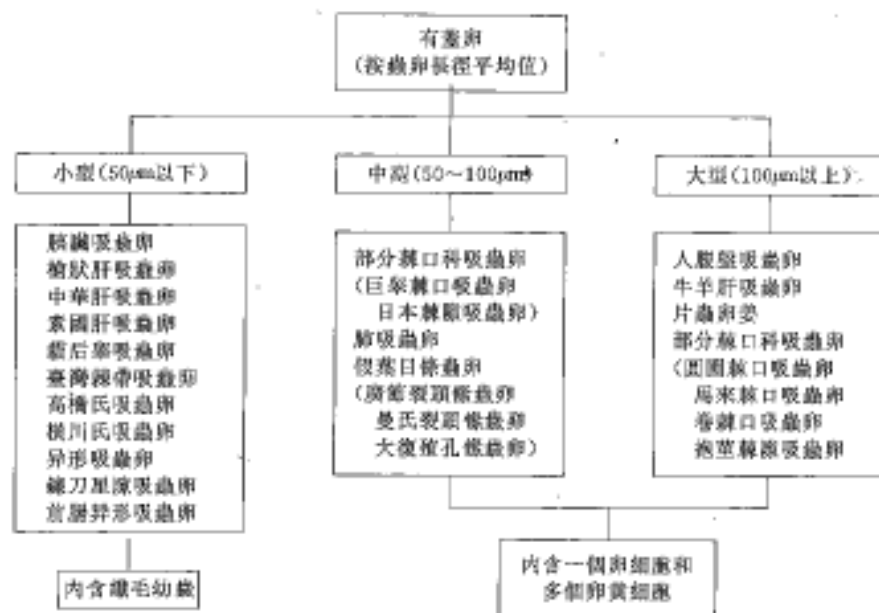 有蓋卵
(按蟲卵長徑平均值)
小型(50μm以下)
中型(50～100μm)
大型(100μm以上)
胰臟吸蟲卵
槍狀肝吸蟲卵
中華肝吸蟲卵
泰國肝吸蟲卵
貓后睾吸蟲卵
臺灣棘帶吸蟲卵
高橋氏吸蟲卵
橫川氏吸蟲卵
异形吸蟲卵
鐮刀星隙吸蟲卵
前腸异形吸蟲卵
部分棘口科吸蟲卵
(巨睾棘口吸蟲卵
日本棘隙吸蟲卵)
肺吸蟲卵
假葉目絛蟲卵
(廣節裂頭絛蟲卵
曼氏裂頭絛蟲卵
大復殖孔絛蟲卵)
人腹盤吸蟲卵
牛羊肝吸蟲卵
片蟲卵姜
部分棘口科吸蟲卵
(圓圃棘口吸蟲卵
馬來棘口吸蟲卵
卷棘口吸蟲卵
抱莖棘隙吸蟲卵
內含纖毛幼蟲
內含一個卵細胞和
多個卵黃細胞